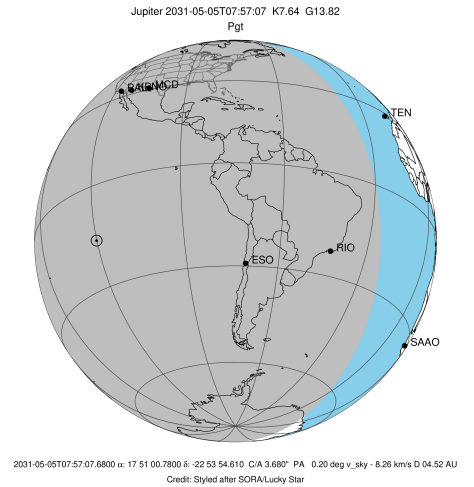 Jupiter 2031-05-05T07:57:07 K7.64 G13.82
Pgt
MCD
TEN
ESO
RIO
SAAO
2031-05-05T07:57:07.6800 α: 17 51 00.7800 δ: -22 53 54.610 C/A 3.680" PA 0.20 deg v_sky - 8.26 km/s D 04.52 AU
Credit: Styled after SORA/Lucky Star